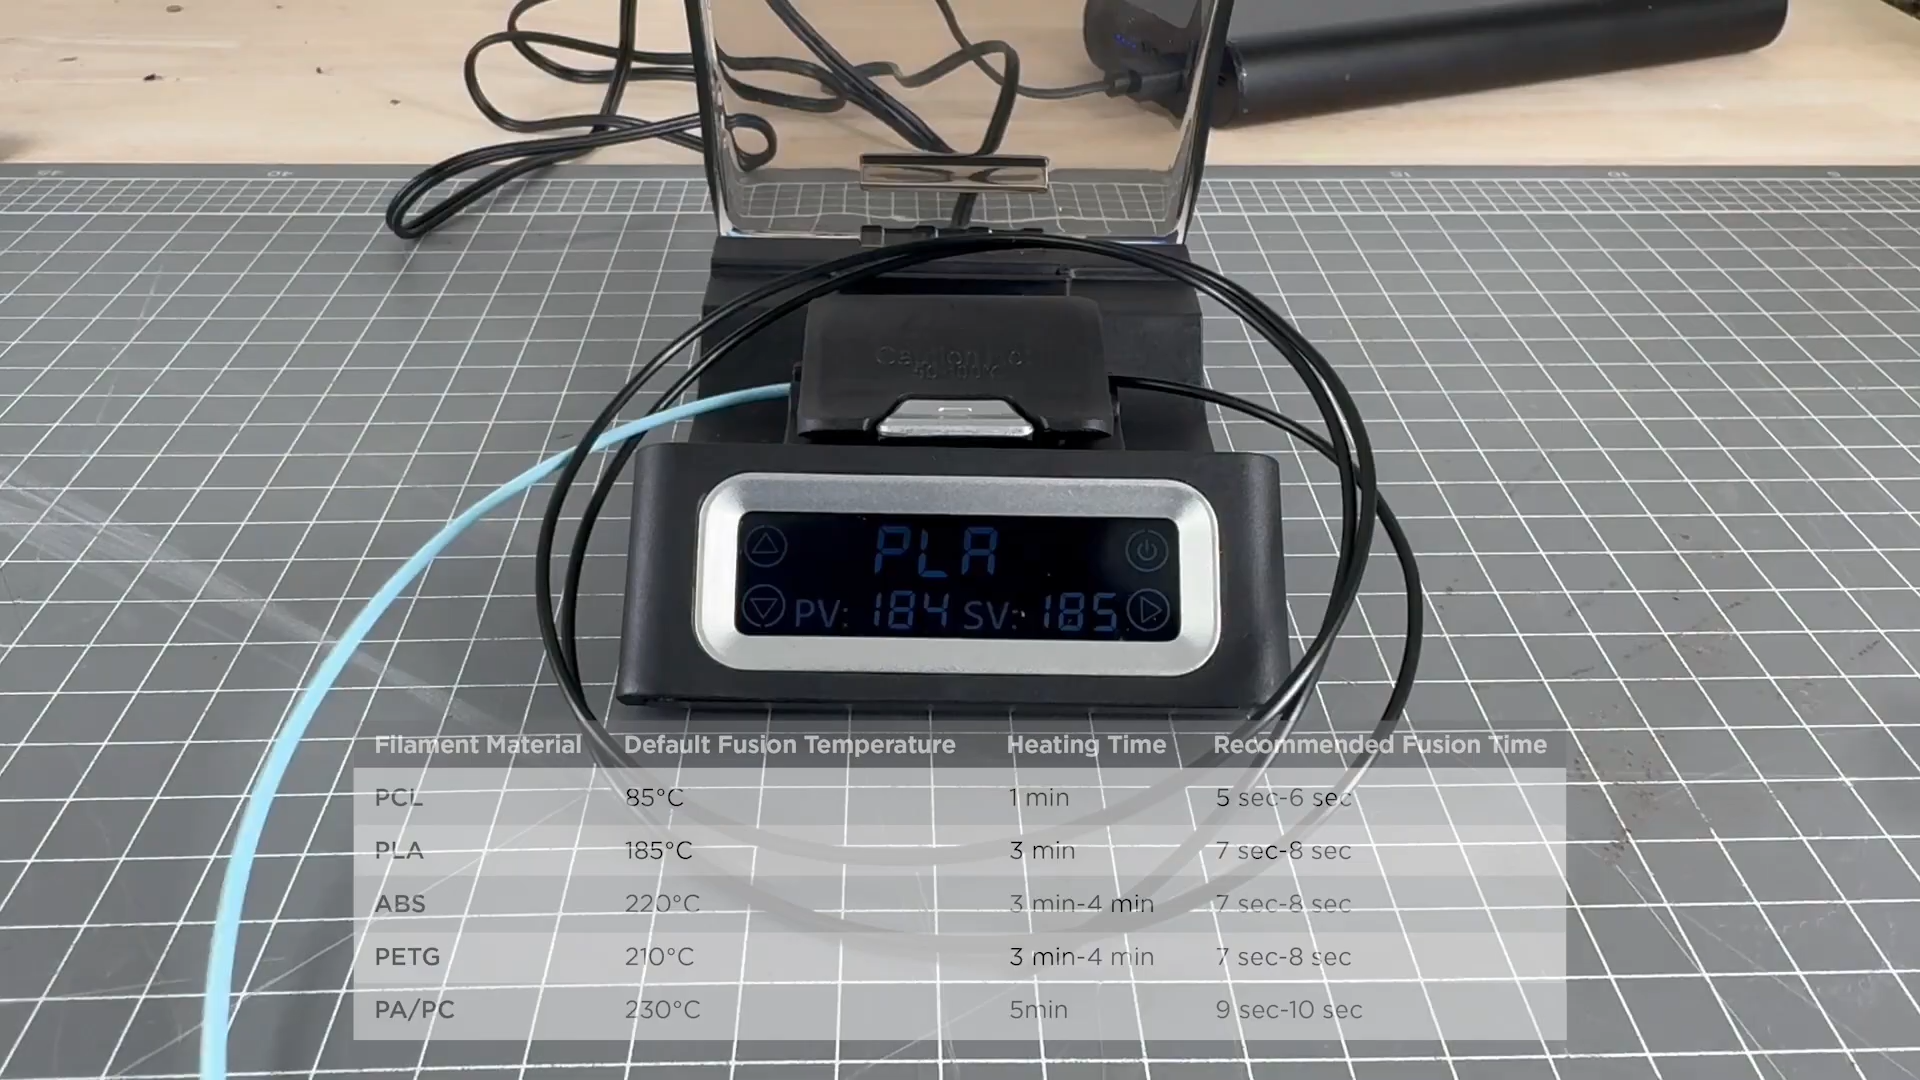 PLA
PV: 184 SV: 185
Filament Material Default Fusion Temperature Heating Time Recommended Fusion Time
PCL 85°C 1 min 5 sec-6 sec
PLA 185°C 3 min 7 sec-8 sec
ABS 220°C 3 min-4 min 7 sec-8 sec
PETG 210°C 3 min-4 min 7 sec-8 sec
PA/PC 230°C 5min 9 sec-10 sec